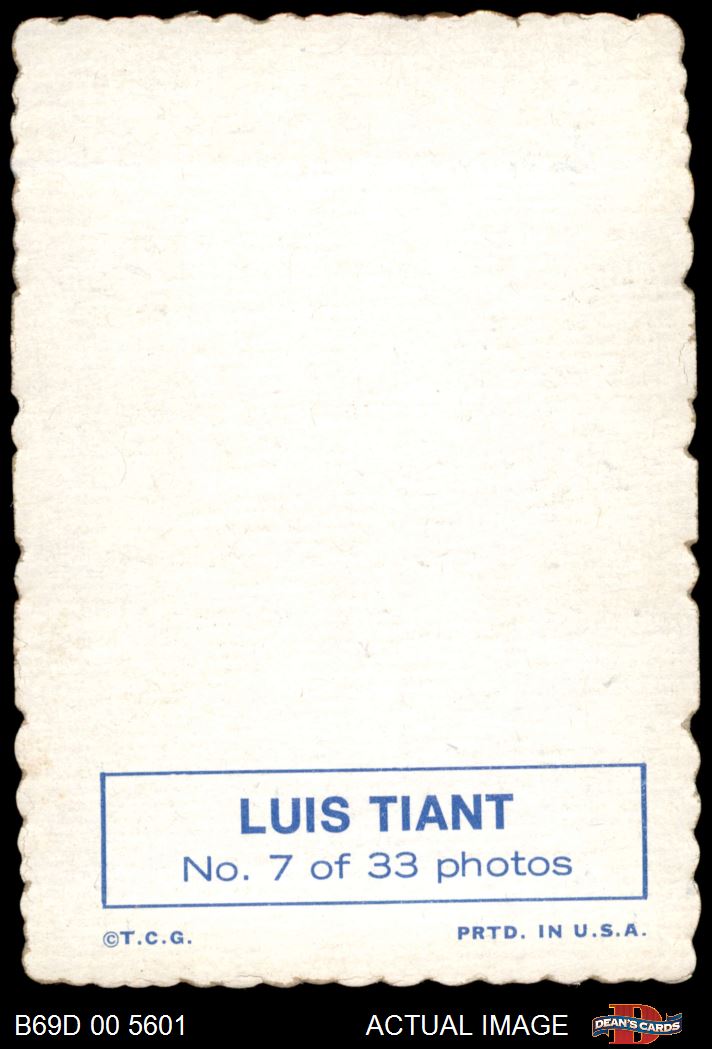 LUIS TIANT
No. 7 of 33 photos
©T.C.G.
PRTD. IN U.S.A.
B69D 00 5601
ACTUAL IMAGE
DEAN'S CARDS